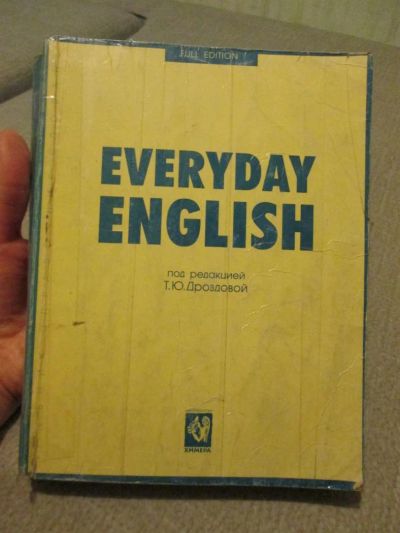 FULL EDITION
EVERYDAY
ENGLISH
под редакцией
Т.Ю.Дроздовой
ХИМЕРА